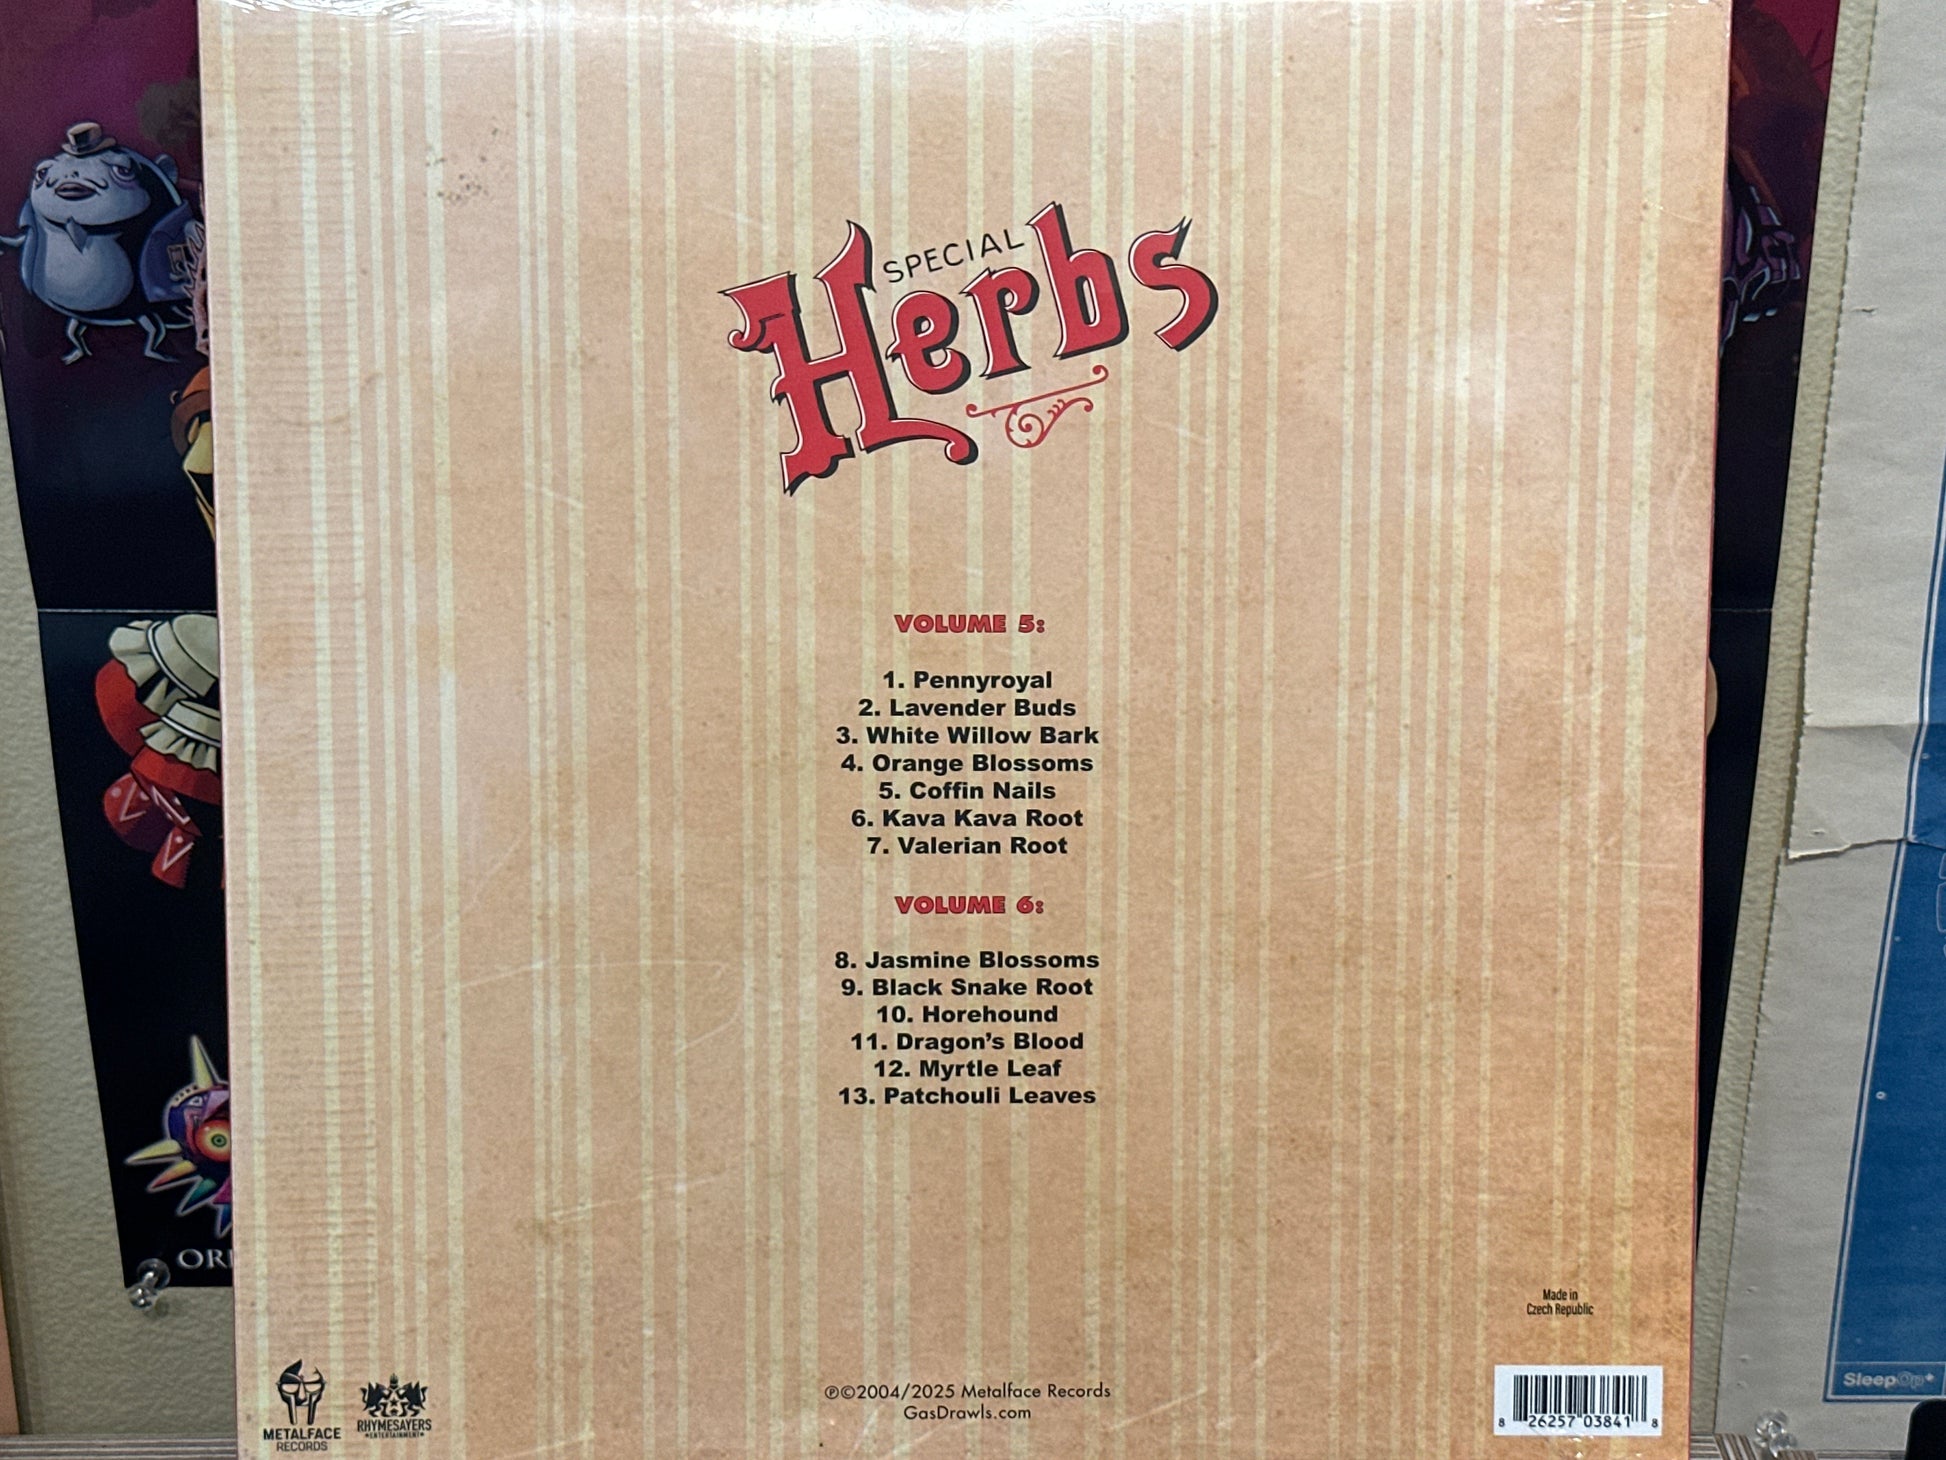 SPECIAL
Herbs
VOLUME 5:
1. Pennyroyal
2. Lavender Buds
3. White Willow Bark
4. Orange Blossoms
5. Coffin Nails
6. Kava Kava Root
7. Valerian Root
VOLUME 6:
8. Jasmine Blossoms
9. Black Snake Root
10. Horehound
11. Dragon's Blood
12. Myrtle Leaf
13. Patchouli Leaves
ORI
Made in
Czech Republic
SleepOp
METALFACE
RECORDS
RHYMESAYERS
ENTERTAINMENT
℗©2004/2025 Metalface Records
GasDrawls.com
8 26257 03841 8